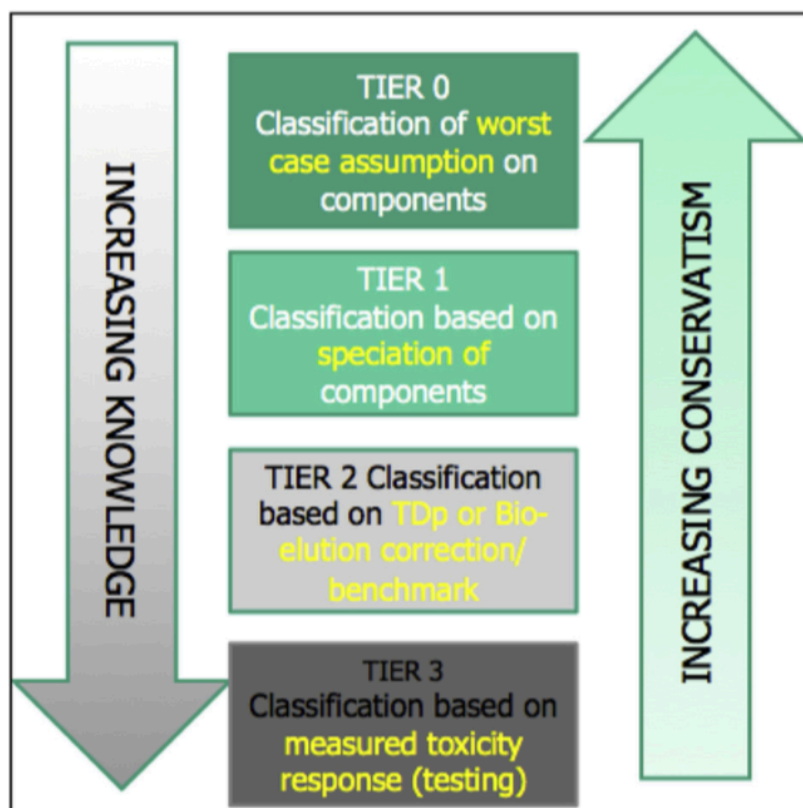 INCREASING KNOWLEDGE
TIER 0
Classification of worst
case assumption on
components
TIER 1
Classification based on
speciation of
components
TIER 2 Classification
based on TDp or Bio-
elution correction/
benchmark
TIER 3
Classification based on
measured toxicity
response (testing)
INCREASING CONSERVATISM